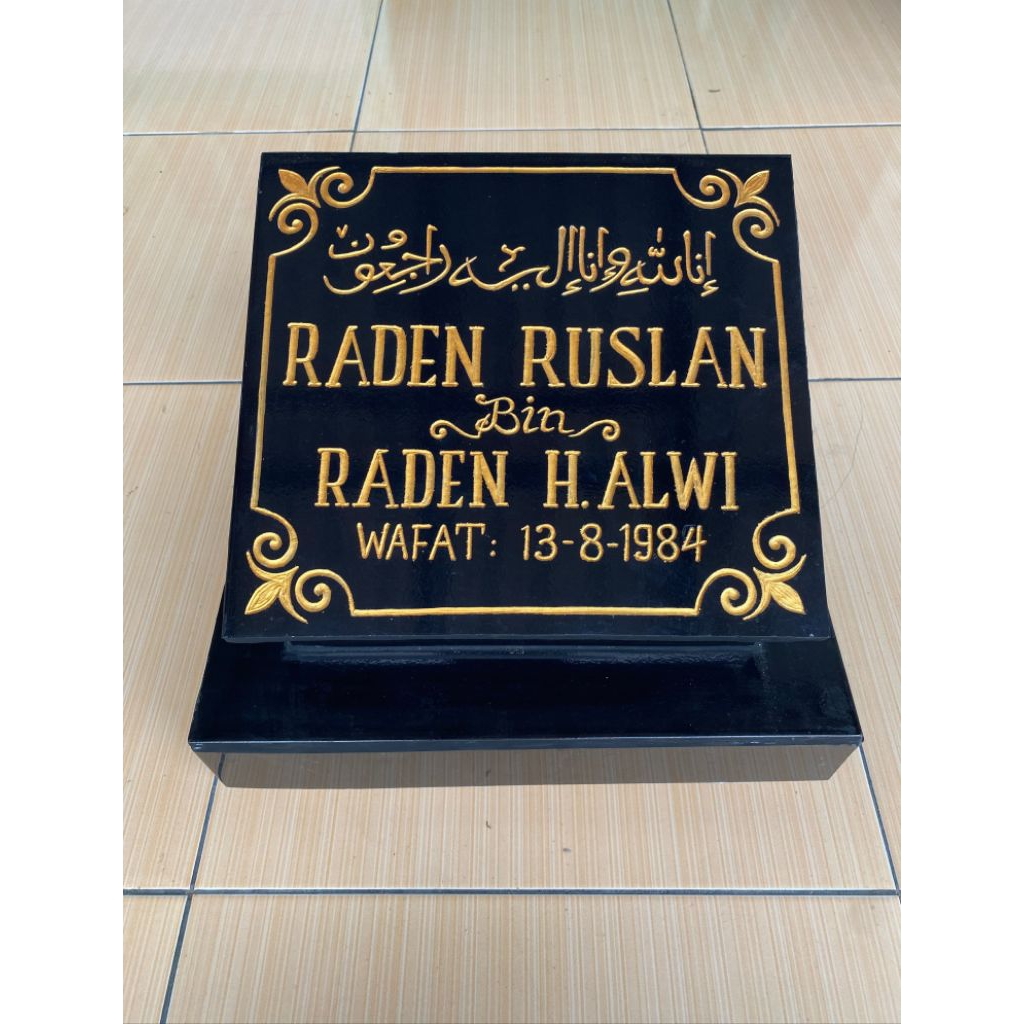 إنا لله وإنا إليه راجعون
RADEN RUSLAN
Bin
RADEN H. ALWI
WAFAT : 13-8-1984